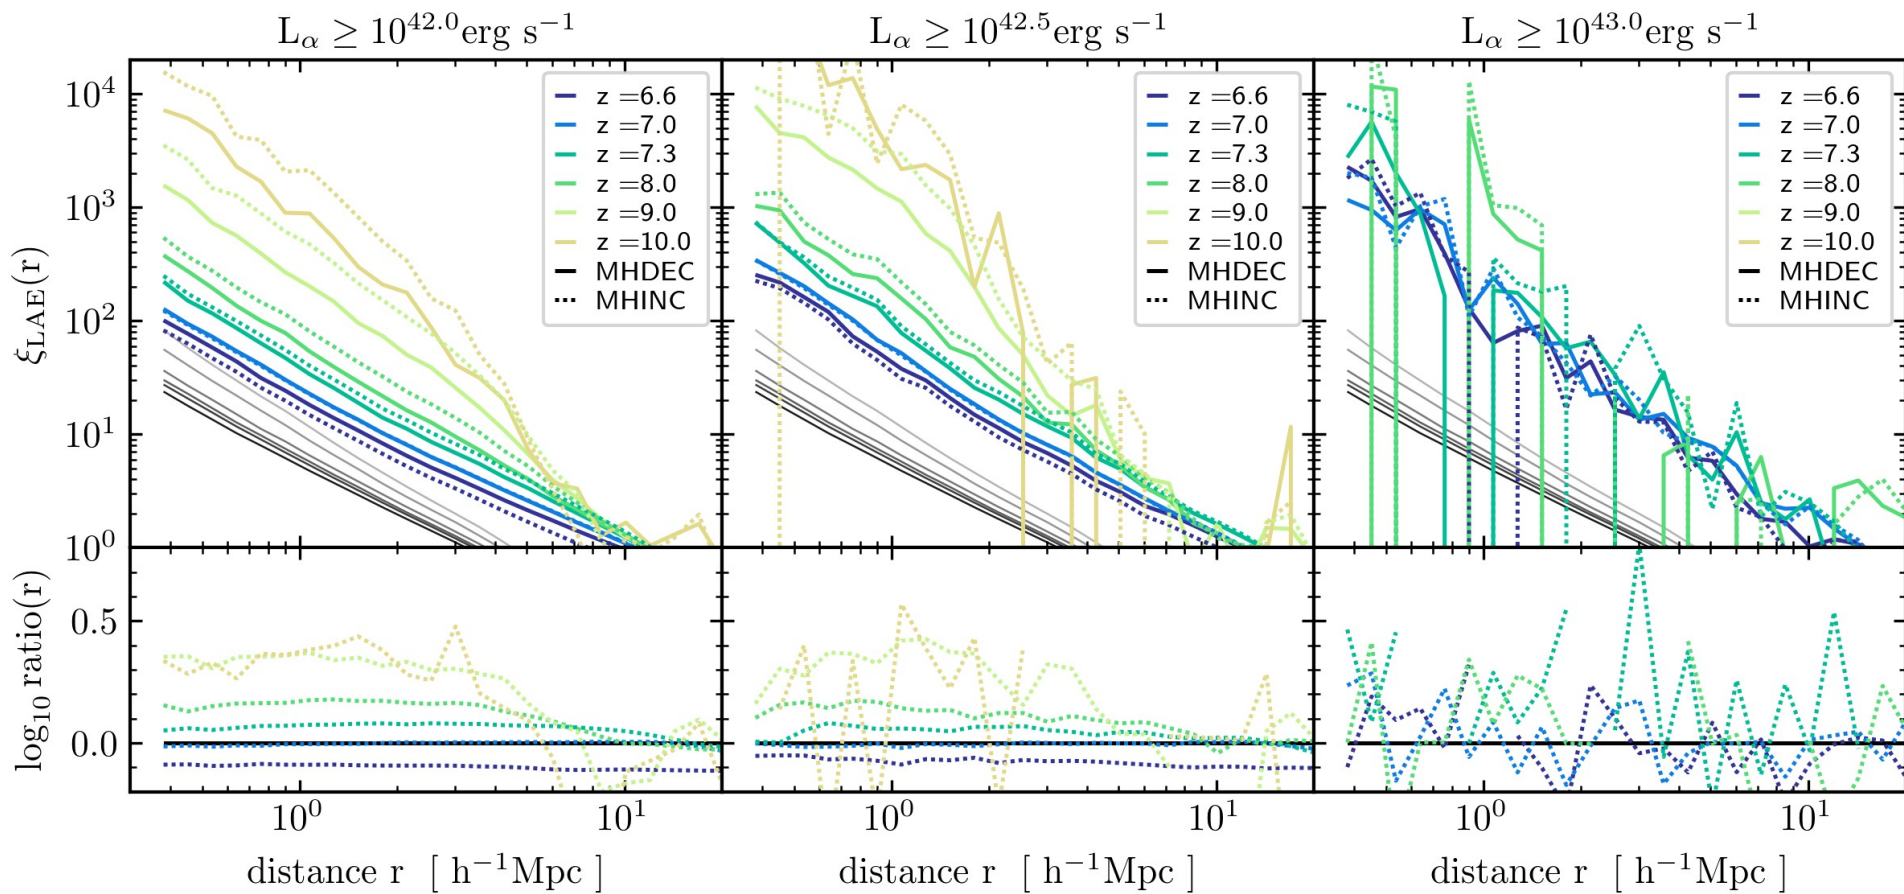 L_α ≥ 10^42.0 erg s^−1
L_α ≥ 10^42.5 erg s^−1
L_α ≥ 10^43.0 erg s^−1
ξ_LAE(r)
10^4
10^3
10^2
10^1
10^0
z =6.6
z =7.0
z =7.3
z =8.0
z =9.0
z =10.0
MHDEC
MHINC
z =6.6
z =7.0
z =7.3
z =8.0
z =9.0
z =10.0
MHDEC
MHINC
z =6.6
z =7.0
z =7.3
z =8.0
z =9.0
z =10.0
MHDEC
MHINC
log_10 ratio(r)
0.5
0.0
10^0 10^1
10^0 10^1
10^0 10^1
distance r [ h^−1Mpc ]
distance r [ h^−1Mpc ]
distance r [ h^−1Mpc ]